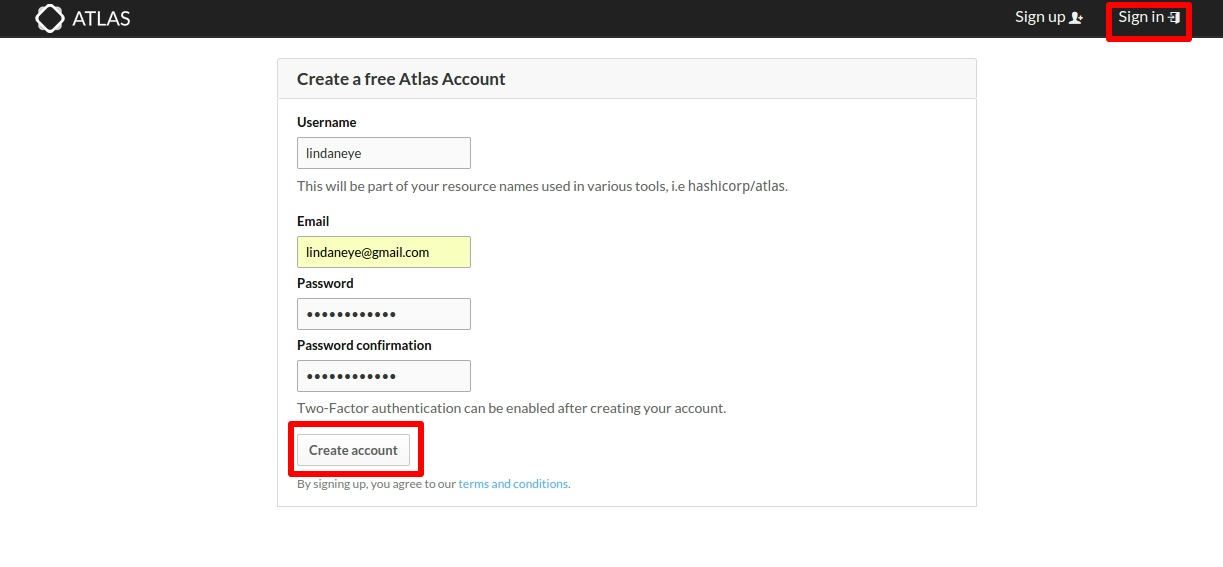 ATLAS
Sign up
Sign in
Create a free Atlas Account
Username
lindaneye
This will be part of your resource names used in various tools, i.e hashicorp/atlas.
Email
lindaneye@gmail.com
Password
••••••••••••
Password confirmation
••••••••••••
Two-Factor authentication can be enabled after creating your account.
Create account
By signing up, you agree to our terms and conditions.